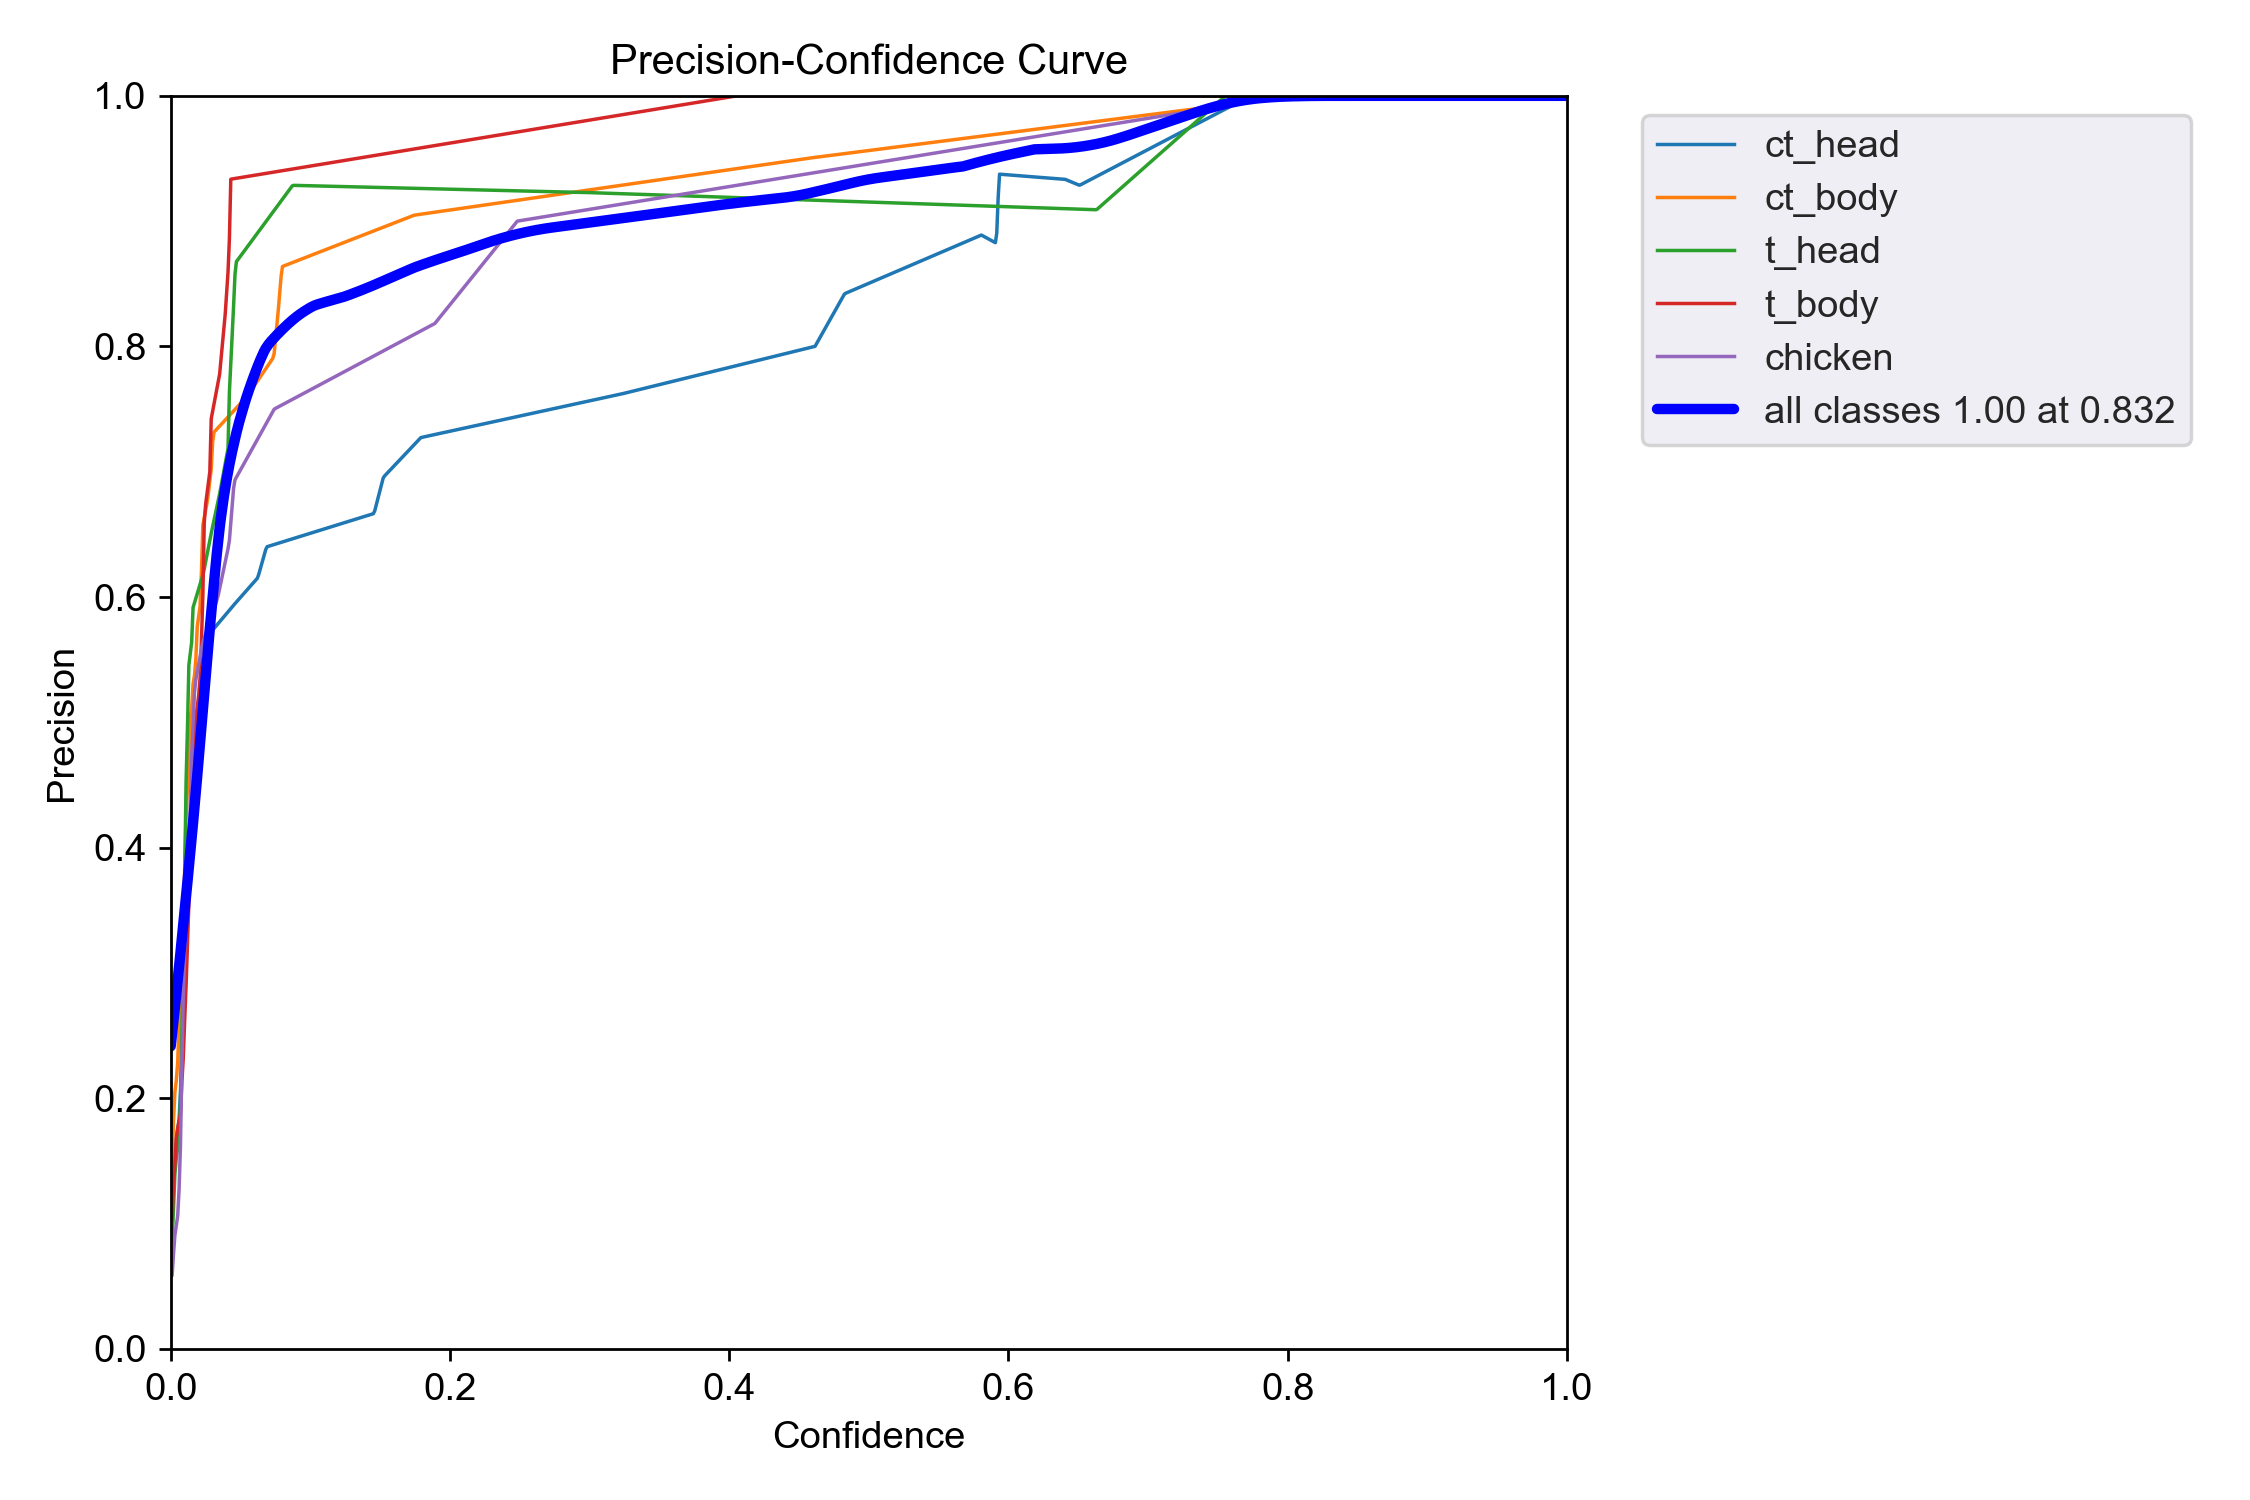 Precision-Confidence Curve
1.0
0.8
0.6
0.4
0.2
0.0
Precision
0.0 0.2 0.4 0.6 0.8 1.0
Confidence
ct_head
ct_body
t_head
t_body
chicken
all classes 1.00 at 0.832